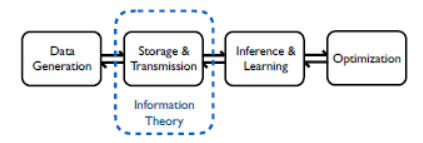 Data
Generation
Storage &
Transmission
Inference &
Learning
Optimization
Information
Theory